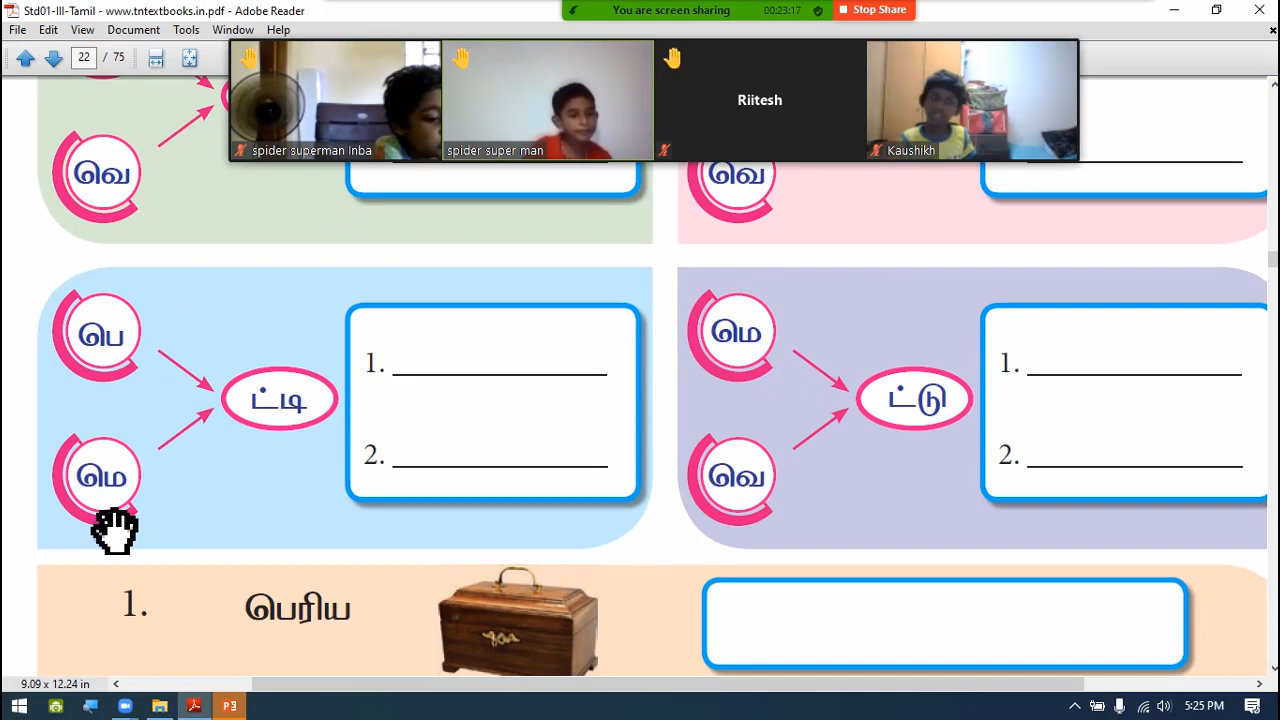 Std01-III-Tamil - www.tntextbooks.in.pdf - Adobe Reader
You are screen sharing
00:23:17
Stop Share
File Edit View Document Tools Window Help
22 / 75
spider superman Inba
spider super man
Riitesh
Kaushikh
வெ
வெ
பெ
மெ
ட்டி
1.
2.
மெ
வெ
ட்டு
1.
2.
1. பெரிய
9.09 x 12.24 in
5:25 PM